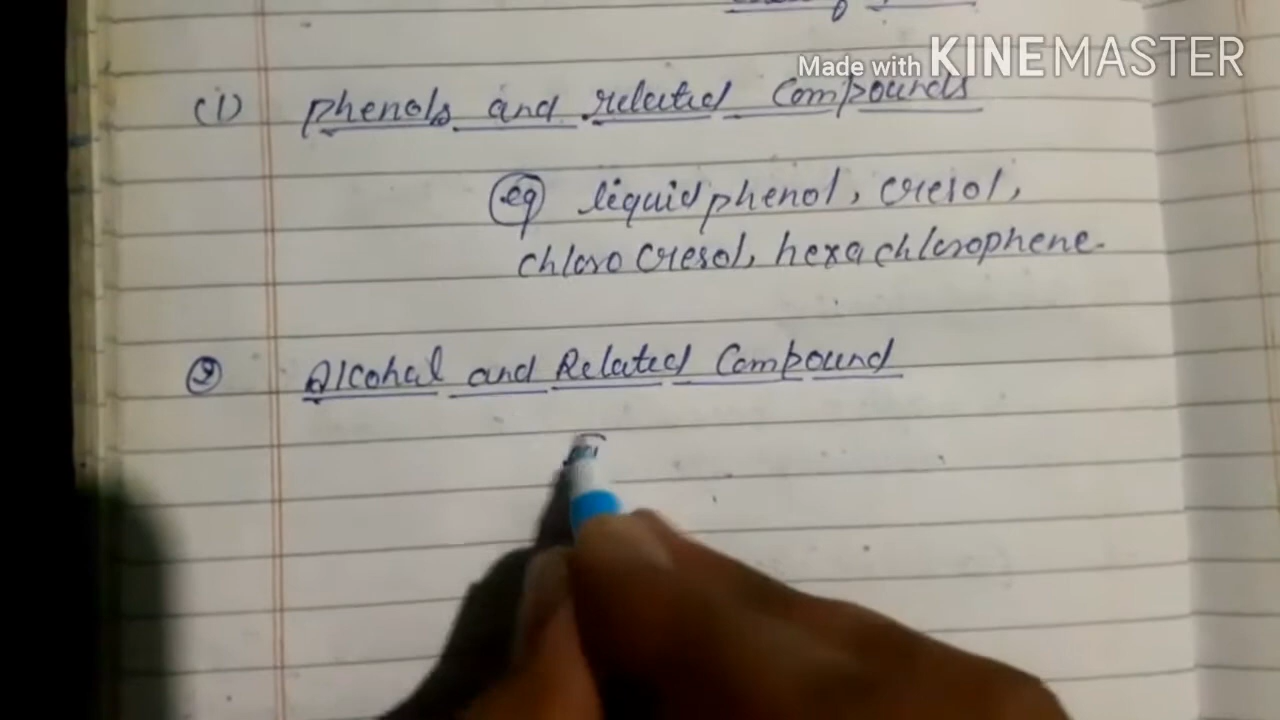 Made with KINEMASTER
(1) Phenols and related Compounds
eg liquid phenol, cresol,
chloro cresol, hexachlorophene.
2 Alcohal and Related Compound